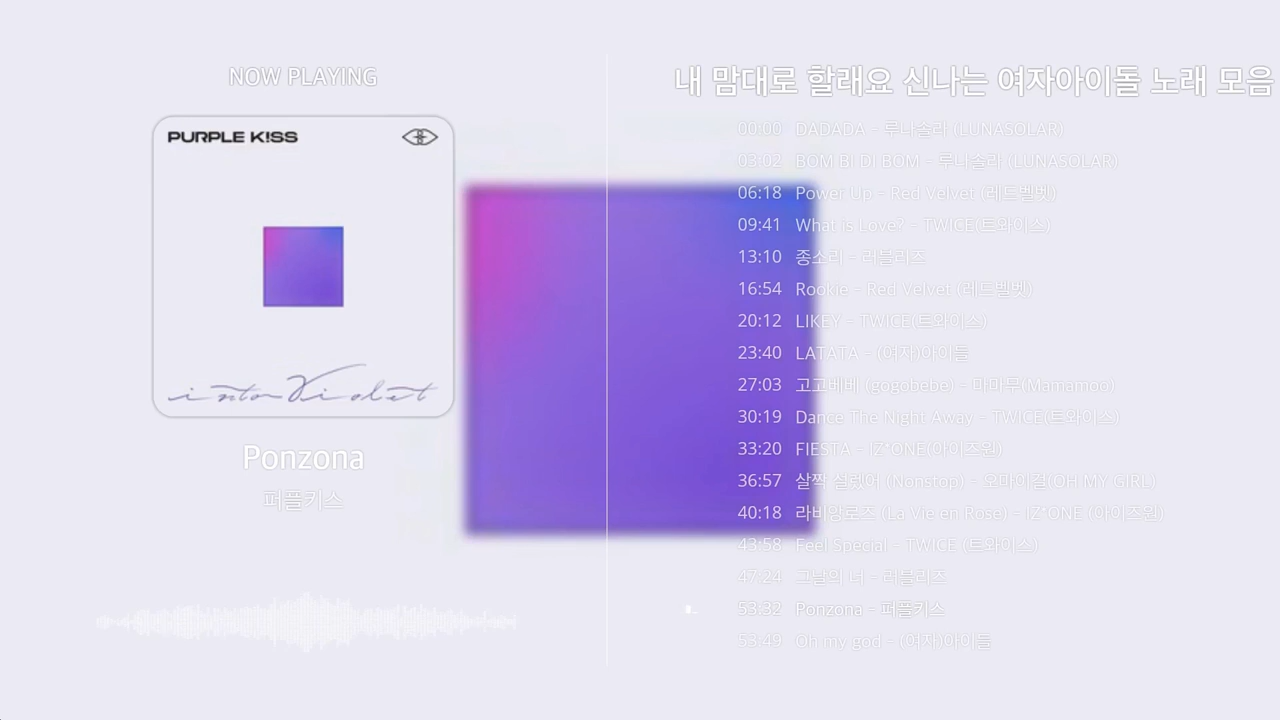 NOW PLAYING
PURPLE K!SS
into Violet
Ponzona
퍼플키스
내 맘대로 할래요 신나는 여자아이돌 노래 모음
00:00 DADADA - 루나솔라 (LUNASOLAR)
03:02 BOM BI DI BOM - 루나솔라 (LUNASOLAR)
06:18 Power Up - Red Velvet (레드벨벳)
09:41 What is Love? - TWICE(트와이스)
13:10 종소리 - 러블리즈
16:54 Rookie - Red Velvet (레드벨벳)
20:12 LIKEY - TWICE(트와이스)
23:40 LATATA - (여자)아이들
27:03 고고베베 (gogobebe) - 마마무(Mamamoo)
30:19 Dance The Night Away - TWICE(트와이스)
33:20 FIESTA - IZ*ONE(아이즈원)
36:57 살짝 설렜어 (Nonstop) - 오마이걸(OH MY GIRL)
40:18 라비앙로즈 (La Vie en Rose) - IZ*ONE (아이즈원)
43:58 Feel Special - TWICE (트와이스)
47:24 그날의 너 - 러블리즈
53:32 Ponzona - 퍼플키스
53:49 Oh my god - (여자)아이들